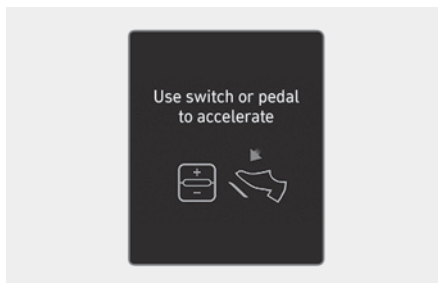 Use switch or pedal
to accelerate
+
−